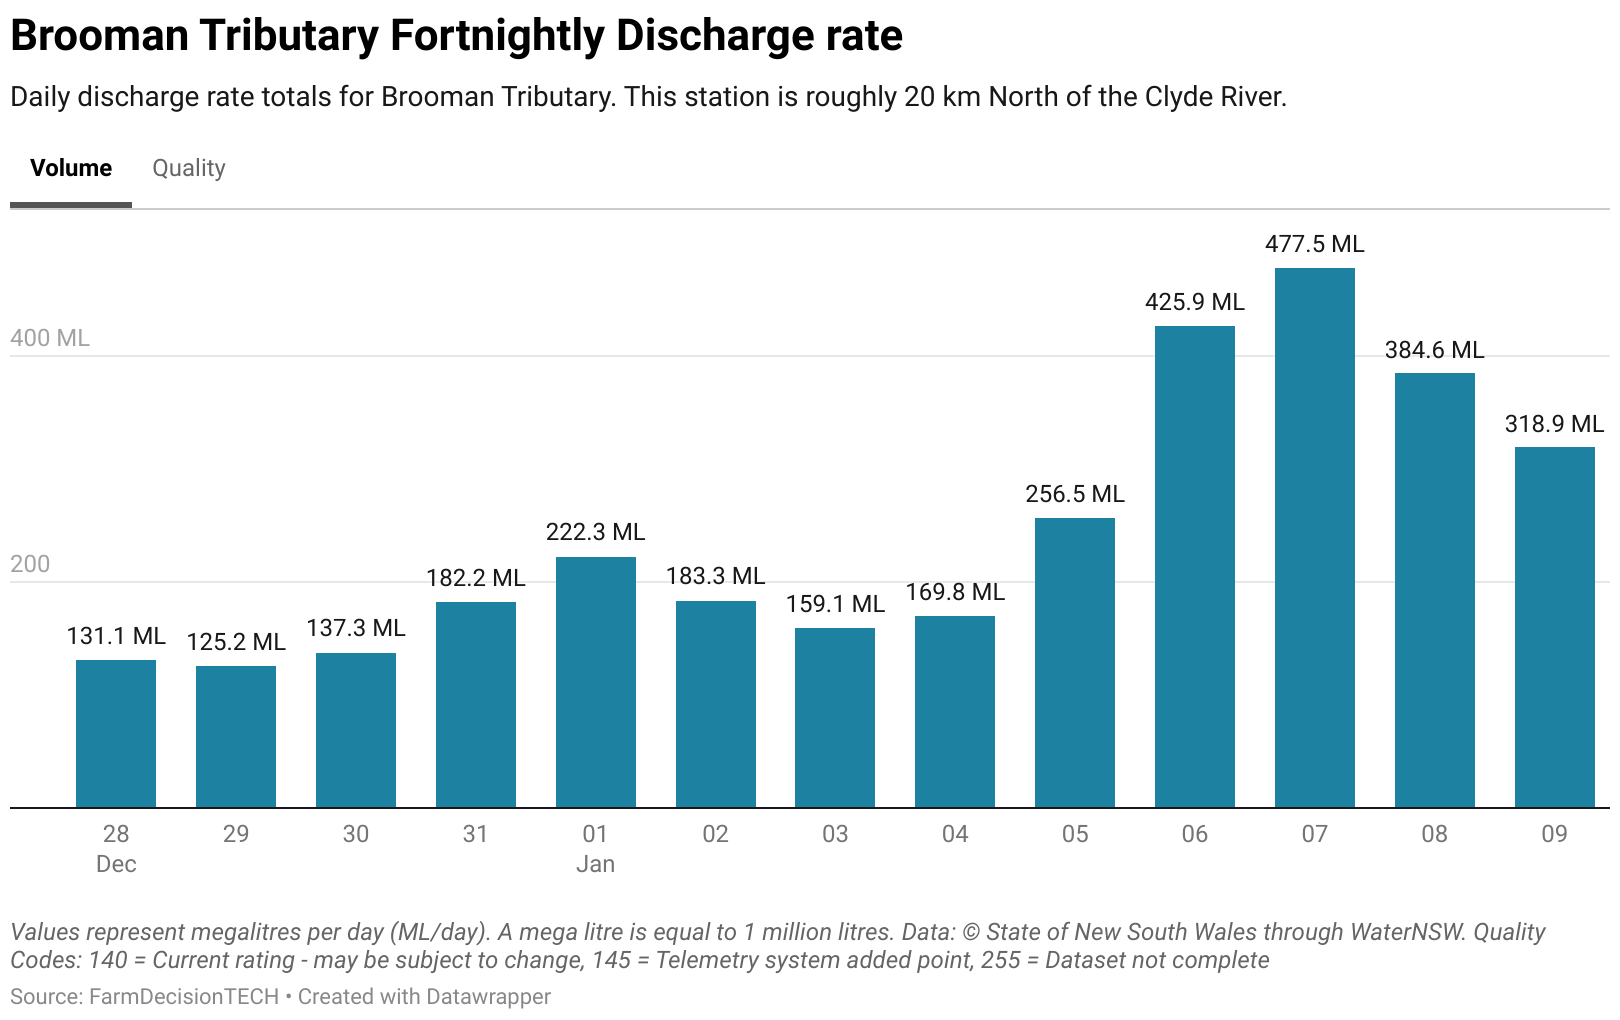 Brooman Tributary Fortnightly Discharge rate
Daily discharge rate totals for Brooman Tributary. This station is roughly 20 km North of the Clyde River.
Volume Quality
477.5 ML
425.9 ML
400 ML
384.6 ML
318.9 ML
256.5 ML
222.3 ML
200
182.2 ML
183.3 ML
169.8 ML
159.1 ML
137.3 ML
131.1 ML
125.2 ML
28 29 30 31 01 02 03 04 05 06 07 08 09
Dec Jan
Values represent megalitres per day (ML/day). A mega litre is equal to 1 million litres. Data: © State of New South Wales through WaterNSW. Quality
Codes: 140 = Current rating - may be subject to change, 145 = Telemetry system added point, 255 = Dataset not complete
Source: FarmDecisionTECH • Created with Datawrapper